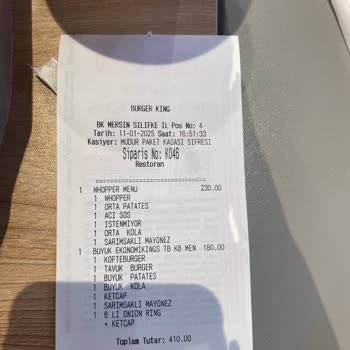 BURGER KING
BK MERSIN SILIFKE IL Pos No: 4
Tarih: 11-01-2025 Saat: 16:51:33
Kasiyer: MUDUR PAKET KASASI SIFRESI
Siparis No: K046
Restoran
================================
1 WHOPPER MENU 230.00
1 WHOPPER
1 ORTA PATATES
1 ACI SOS
1 ISTENMIYOR
1 ORTA KOLA
1 SARIMSAKLI MAYONEZ
1 BUYUK EKONOMIKINGS TB KB MEN 180.00
1 KOFTEBURGER
1 TAVUK BURGER
1 BUYUK PATATES
1 BUYUK KOLA
1 KETCAP
1 SARIMSAKLI MAYONEZ
1 6 LI ONION RING
+ KETCAP
Toplam Tutar: 410.00